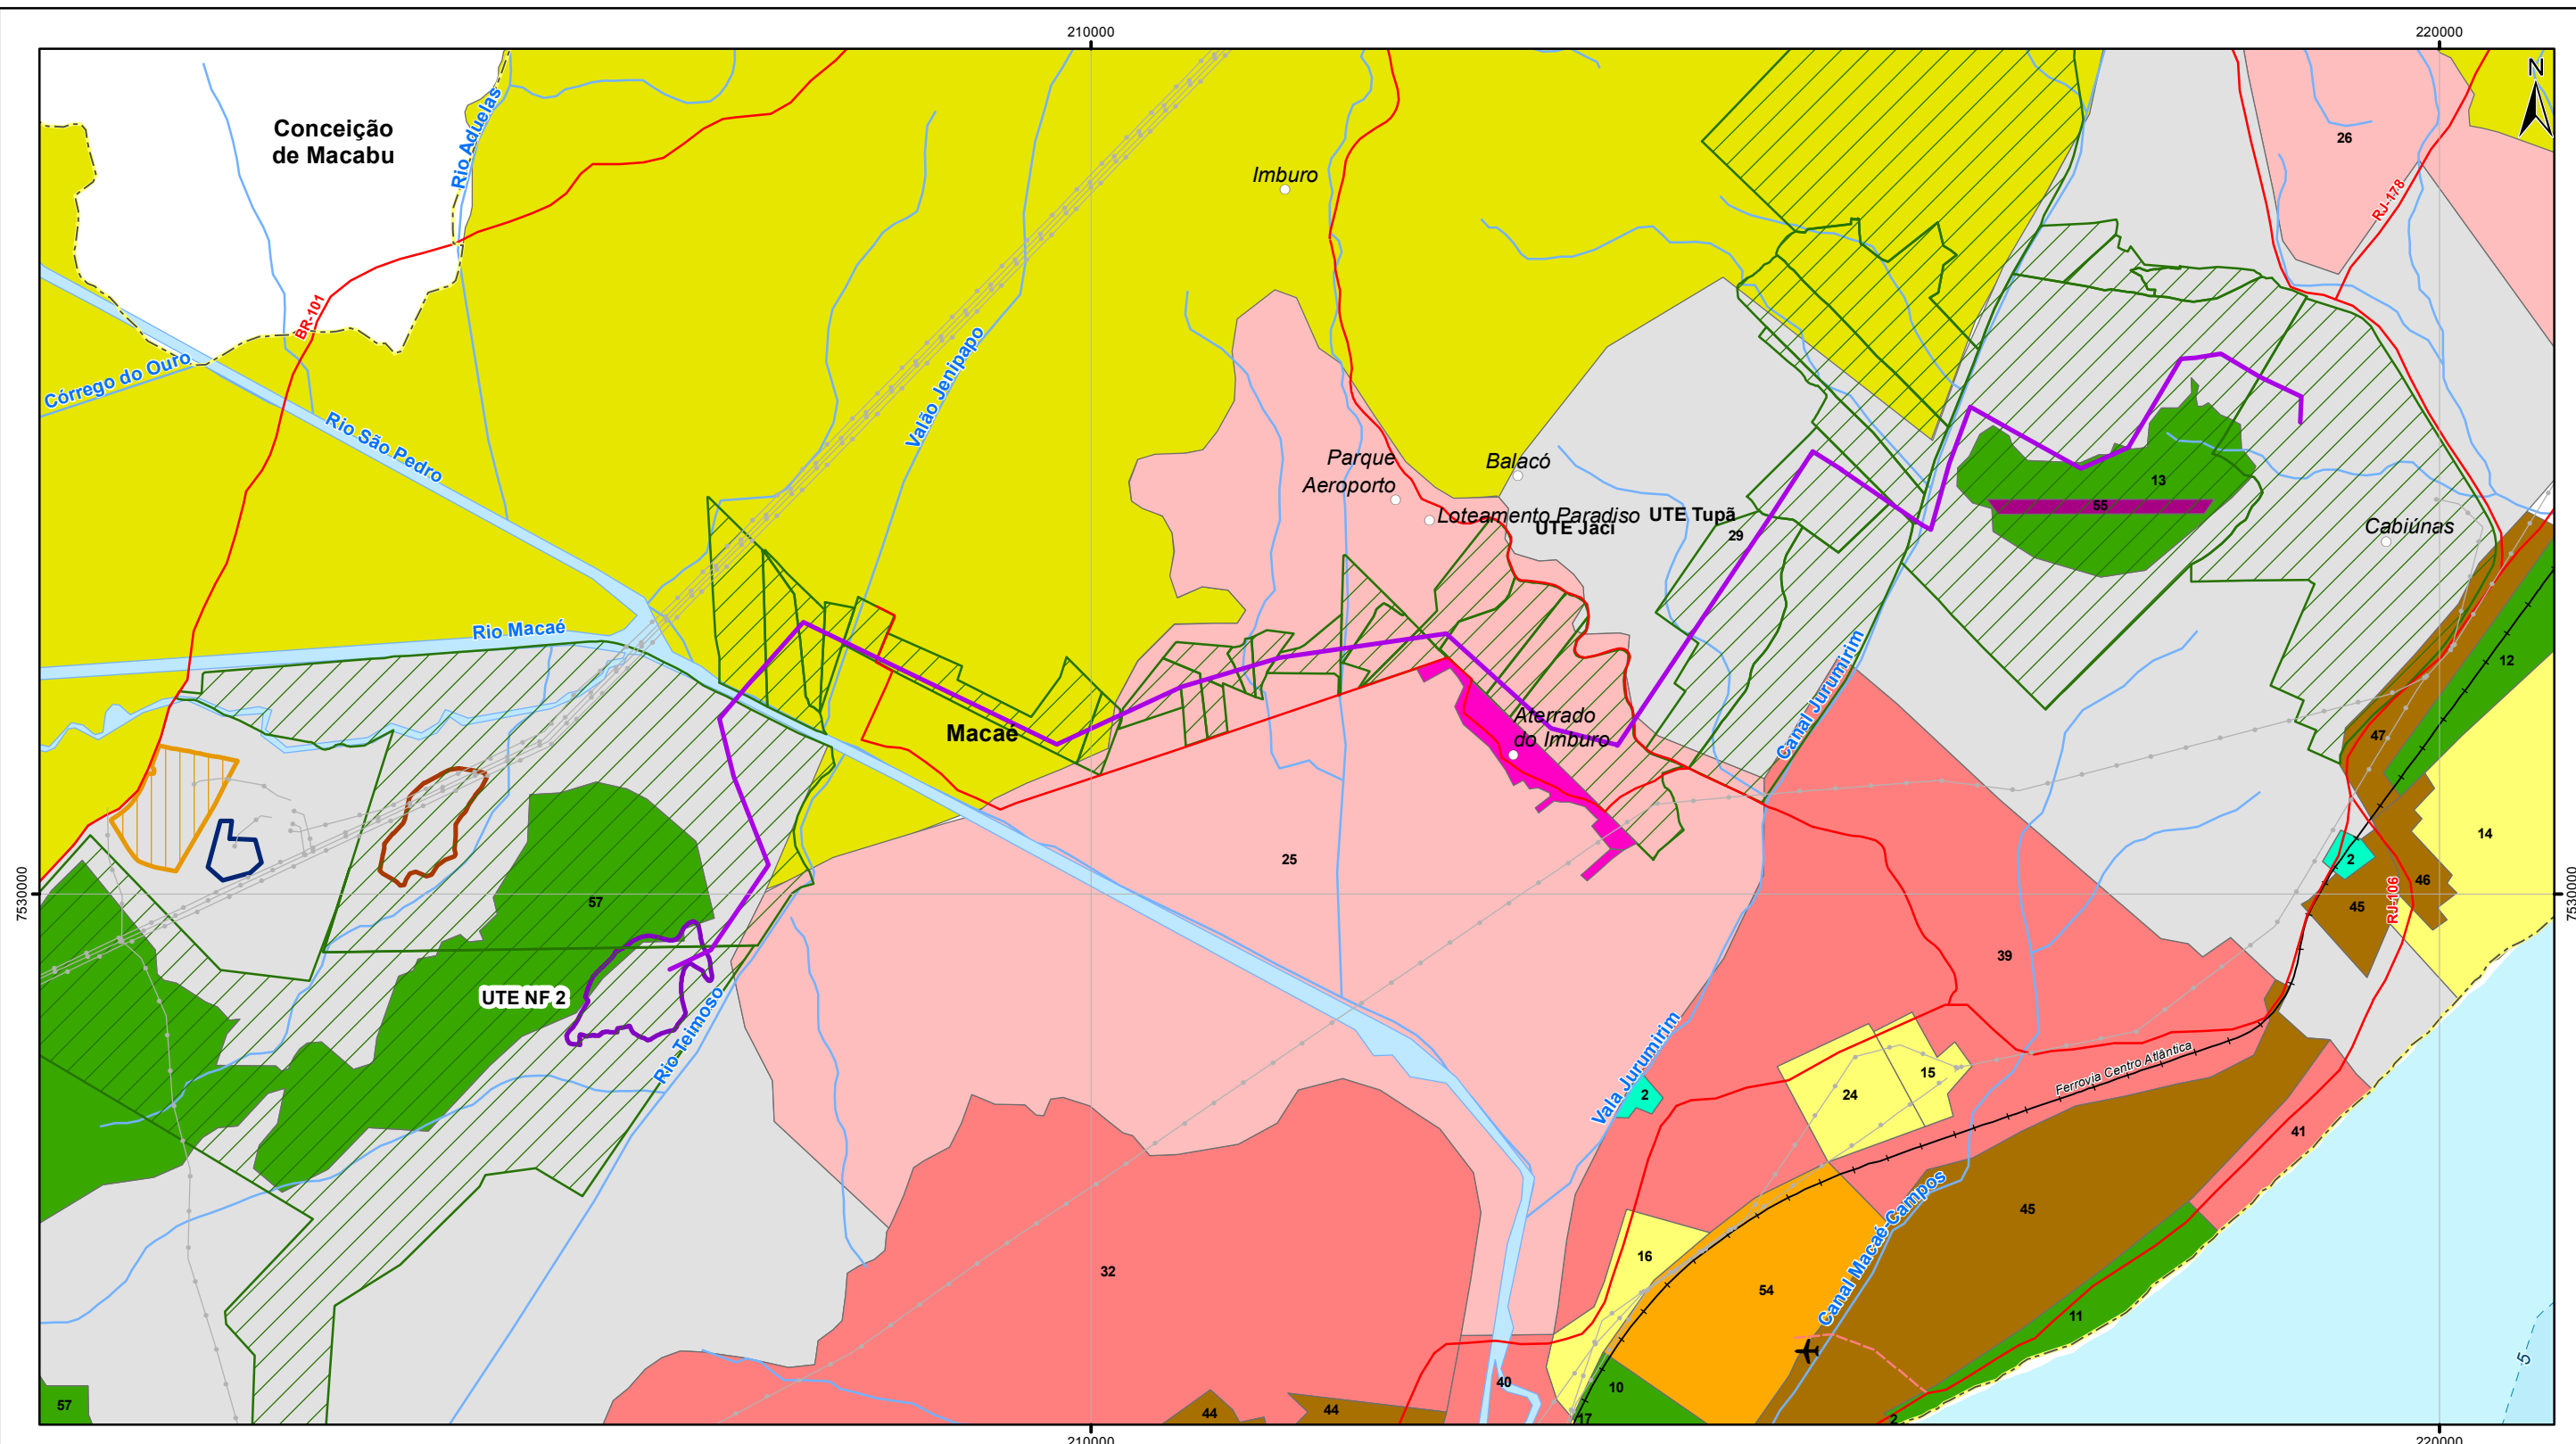 210000
220000
N
Conceição
de Macabu
Rio Aduelas
26
Imburo
RJ-178
BR-101
Córrego do Ouro
Valão Jenipapo
Rio São Pedro
Parque
Aeroporto
Balacó
13
55
Loteamento Paradiso
UTE Jaci
UTE Tupã
29
Cabiúnas
Rio Macaé
12
Canal Jurumirim
Macaé
Aterrado
do Imburo
47
14
25
2
57
7530000
7530000
46
45
RJ-106
39
UTE NF 2
Rio Teimoso
Ferrovia Centro Atlântica
15
24
2
Vala Jurumirim
41
45
16
32
54
Canal Macaé-Campos
11
5
40
10
57
44
44
17
2
210000
220000